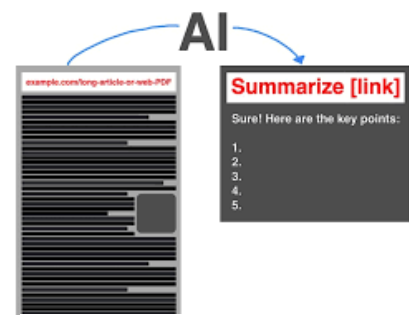 AI
example.com/long-article-or-web-PDF
Summarize [link]
Sure! Here are the key points:
1.
2.
3.
4.
5.